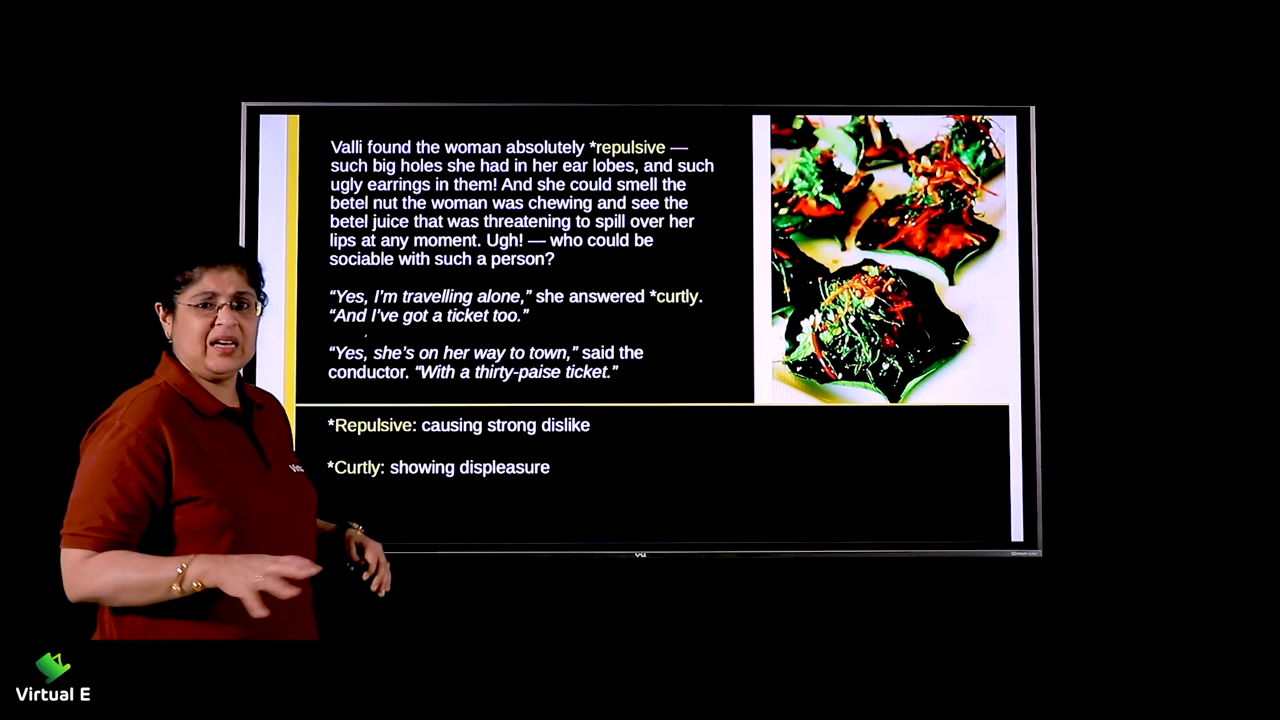 Valli found the woman absolutely *repulsive —
such big holes she had in her ear lobes, and such
ugly earrings in them! And she could smell the
betel nut the woman was chewing and see the
betel juice that was threatening to spill over her
lips at any moment. Ugh! — who could be
sociable with such a person?
“Yes, I’m travelling alone,” she answered *curtly.
“And I’ve got a ticket too.”
“Yes, she’s on her way to town,” said the
conductor. “With a thirty-paise ticket.”
*Repulsive: causing strong dislike
*Curtly: showing displeasure
Virtual E